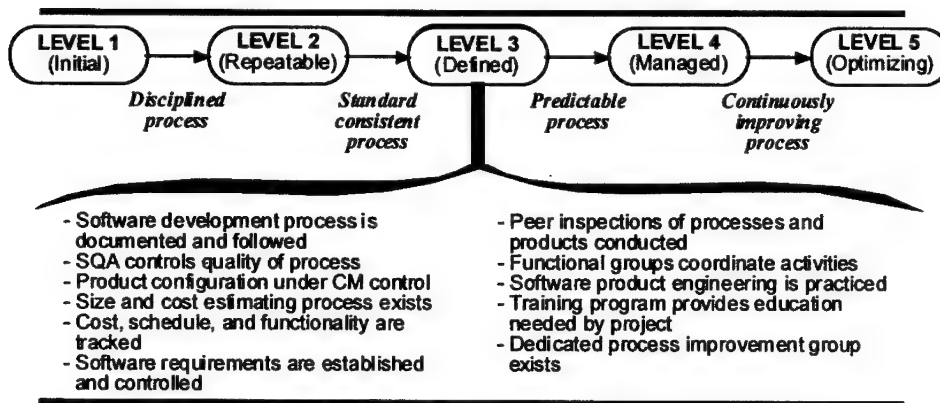 LEVEL 1
(Initial)
LEVEL 2
(Repeatable)
LEVEL 3
(Defined)
LEVEL 4
(Managed)
LEVEL 5
(Optimizing)
Disciplined
process
Standard
consistent
process
Predictable
process
Continuously
improving
process
- Software development process is
documented and followed
- SQA controls quality of process
- Product configuration under CM control
- Size and cost estimating process exists
- Cost, schedule, and functionality are
tracked
- Software requirements are established
and controlled
- Peer inspections of processes and
products conducted
- Functional groups coordinate activities
- Software product engineering is practiced
- Training program provides education
needed by project
- Dedicated process improvement group
exists